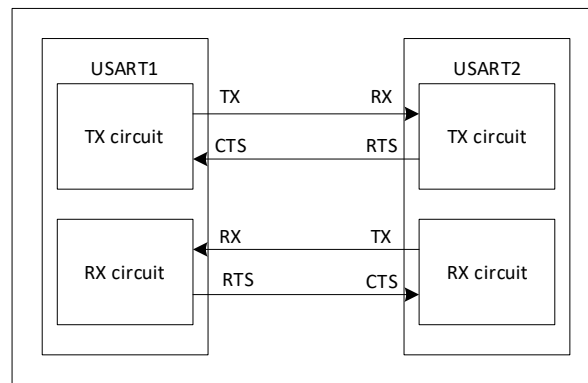 USART1 USART2
TX RX
TX circuit TX circuit
CTS RTS
RX TX
RX circuit RX circuit
RTS CTS